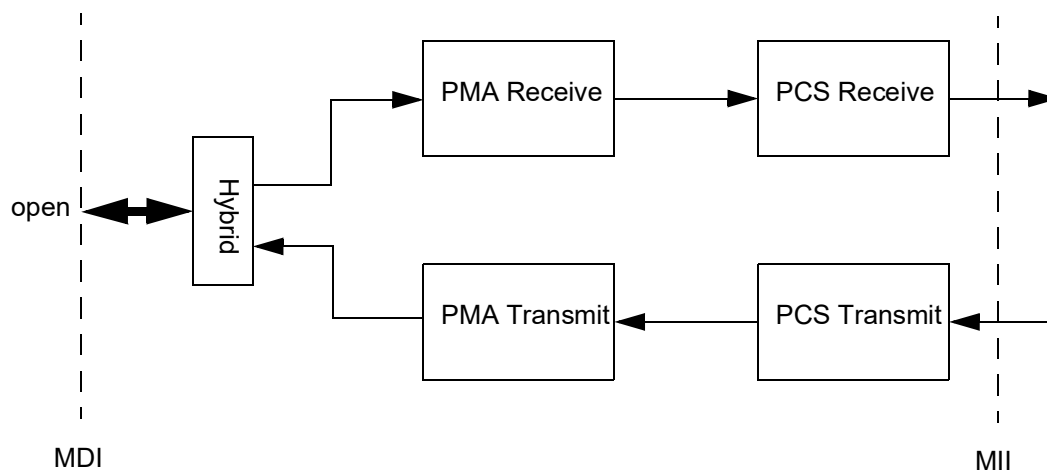 PMA Receive
PCS Receive
Hybrid
open
PMA Transmit
PCS Transmit
MDI
MII